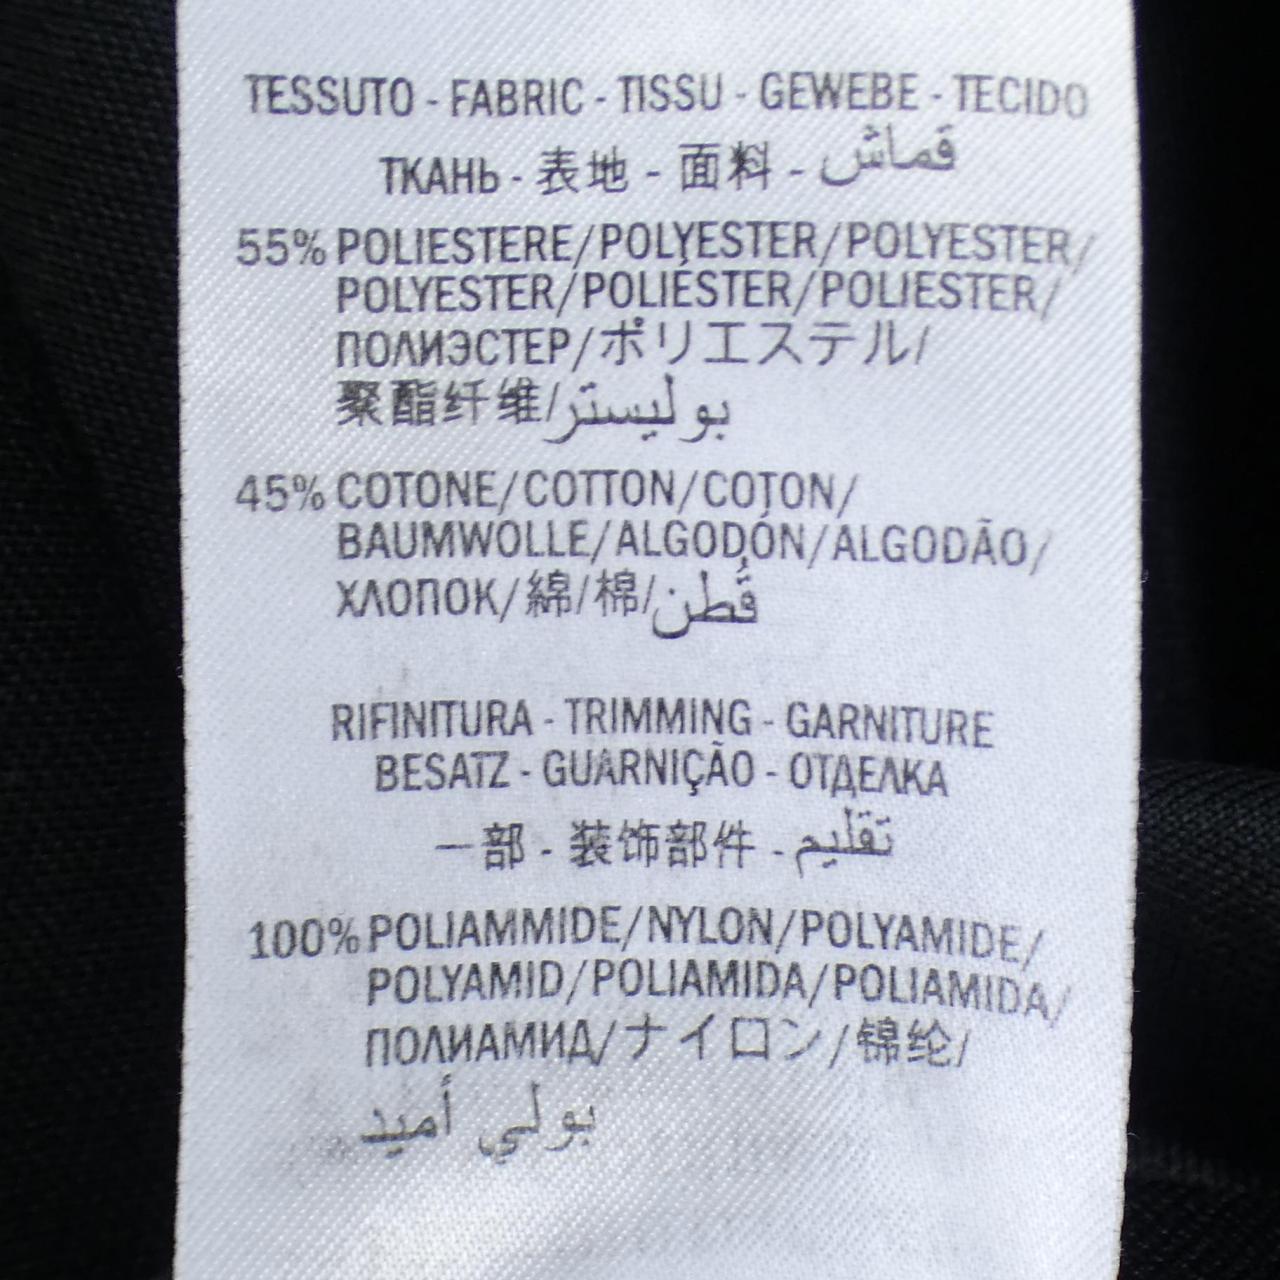 TESSUTO - FABRIC - TISSU - GEWEBE - TECIDO
ТКАНЬ - 表地 - 面料 - قماش
55% POLIESTERE/POLYESTER/POLYESTER/
POLYESTER/POLIÉSTER/POLIESTER/
ПОЛИЭСТЕР/ポリエステル/
聚酯纤维/بوليستر
45% COTONE/COTTON/COTON/
BAUMWOLLE/ALGODÓN/ALGODÃO/
ХЛОПОК/綿/棉/قُطن
RIFINITURA - TRIMMING - GARNITURE
BESATZ - GUARNIÇÃO - ОТДЕЛКА
一部 - 装饰部件 - تقليم
100% POLIAMMIDE/NYLON/POLYAMIDE/
POLYAMID/POLIAMIDA/POLIAMIDA/
ПОЛИАМИД/ナイロン/锦纶/
بولي أميد